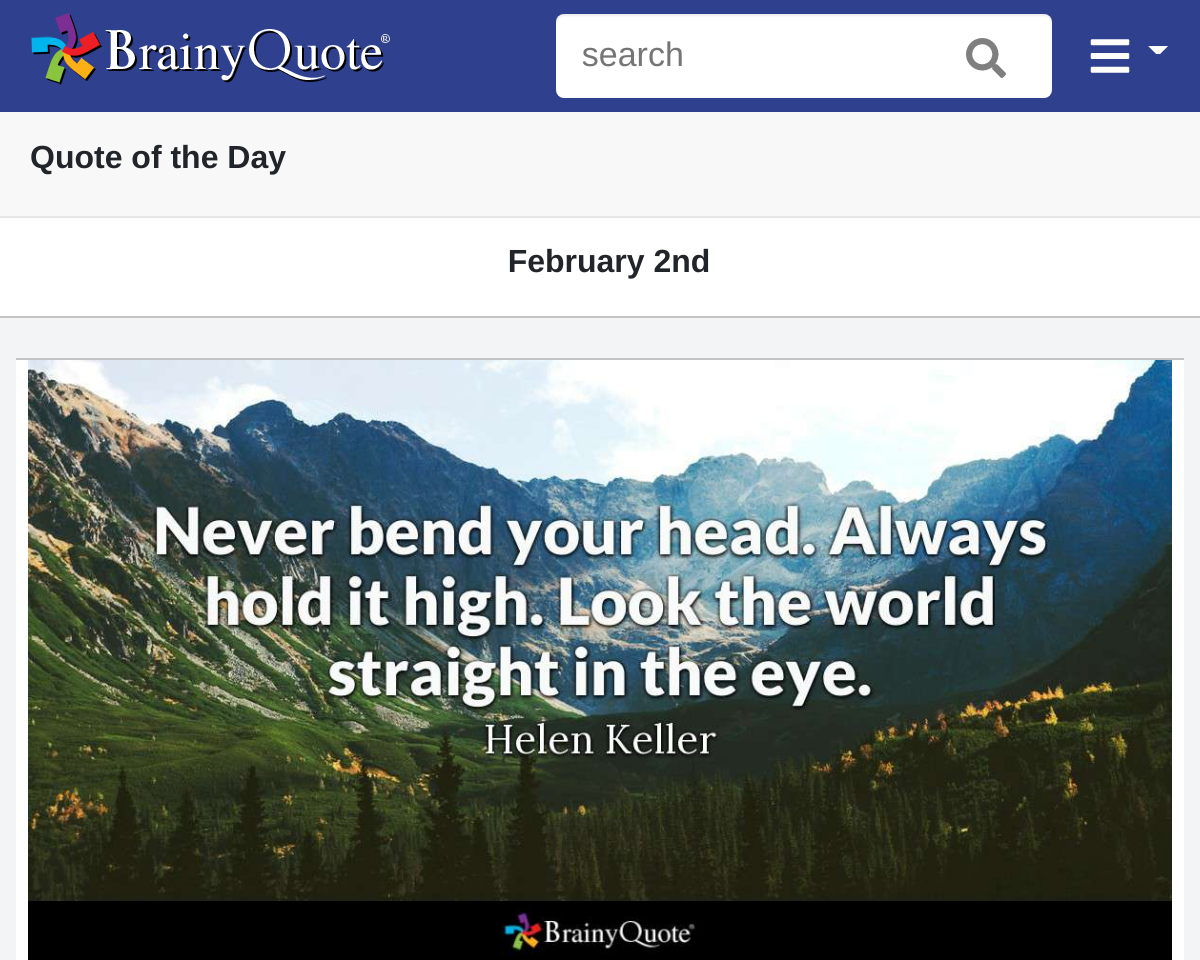 BrainyQuote®
search
Quote of the Day
February 2nd
Never bend your head. Always
hold it high. Look the world
straight in the eye.
Helen Keller
BrainyQuote®